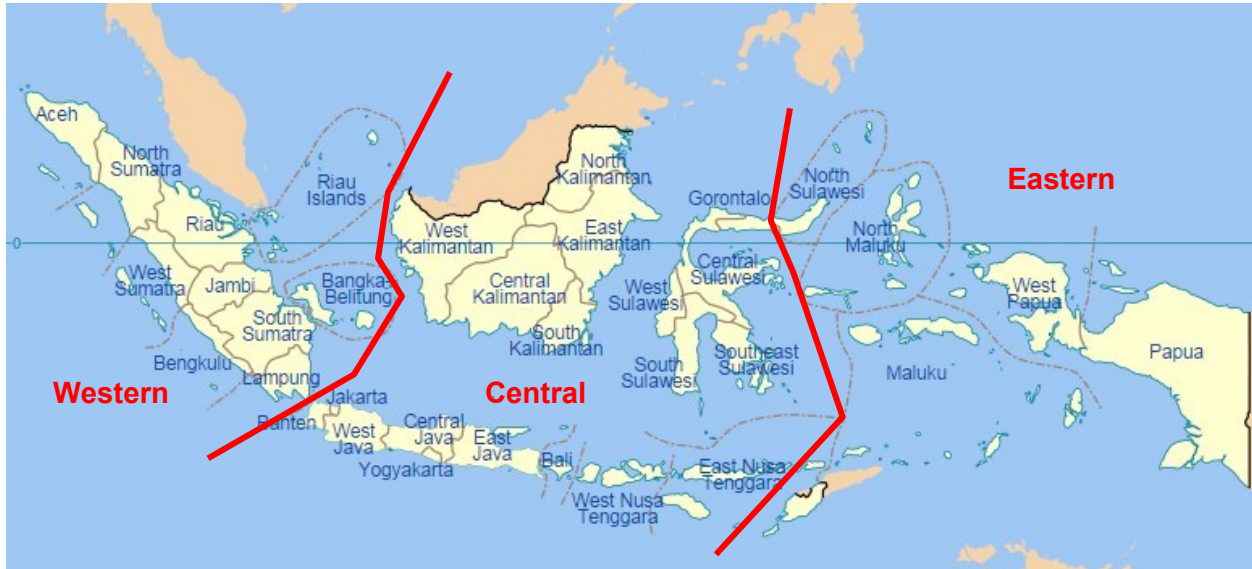 Aceh
North
Sumatra
Riau
Islands
Riau
0
West
Sumatra
Jambi
Bangka-
Belitung
South
Sumatra
Bengkulu
Lampung
Western
Banten
Jakarta
West
Java
Central
Java
Yogyakarta
East
Java
Bali
West Nusa
Tenggara
East Nusa
Tenggara
Central
West
Kalimantan
Central
Kalimantan
South
Kalimantan
East
Kalimantan
North
Kalimantan
Gorontalo
North
Sulawesi
Central
Sulawesi
West
Sulawesi
South
Sulawesi
Southeast
Sulawesi
Eastern
North
Maluku
Maluku
West
Papua
Papua